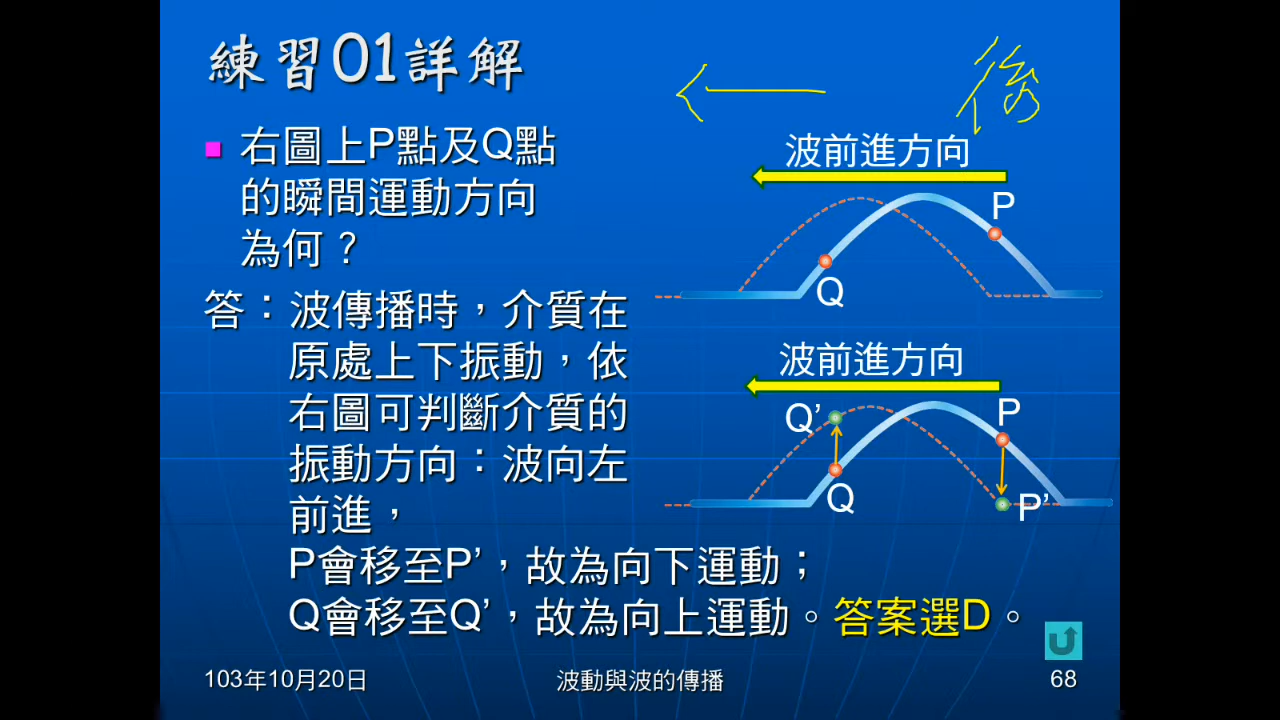 練習01詳解
後
波前進方向
P
Q
右圖上P點及Q點
的瞬間運動方向
為何？
答：波傳播時，介質在
原處上下振動，依
右圖可判斷介質的
振動方向：波向左
前進，
P會移至P’，故為向下運動；
Q會移至Q’，故為向上運動。答案選D。
波前進方向
Q’
P
Q
P’
103年10月20日
波動與波的傳播
68